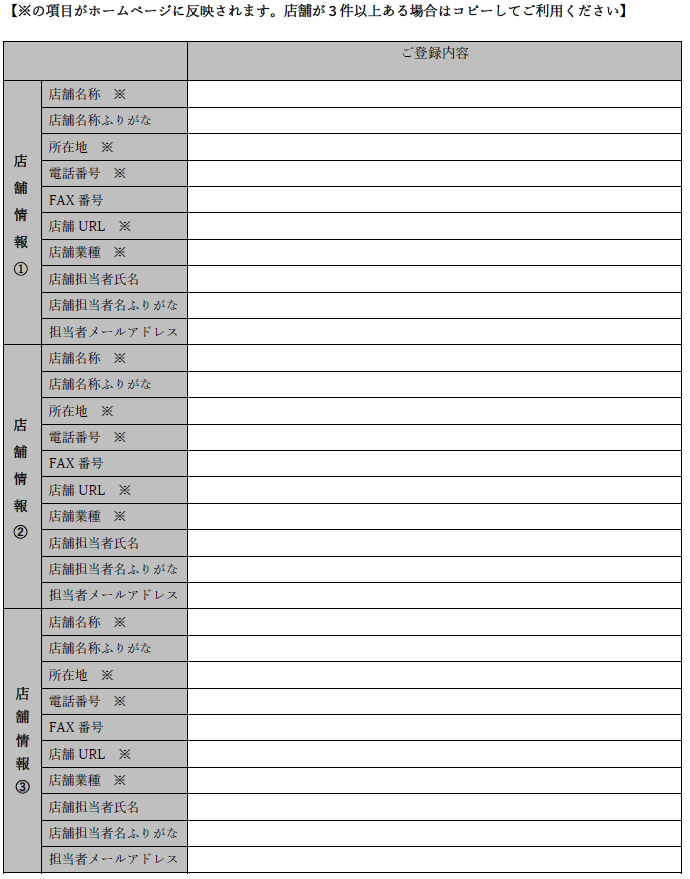 【※の項目がホームページに反映されます。店舗が３件以上ある場合はコピーしてご利用ください】
ご登録内容
店舗情報①
店舗名称　※
店舗名称ふりがな
所在地　※
電話番号　※
FAX 番号
店舗 URL　※
店舗業種　※
店舗担当者氏名
店舗担当者名ふりがな
担当者メールアドレス
店舗情報②
店舗名称　※
店舗名称ふりがな
所在地　※
電話番号　※
FAX 番号
店舗 URL　※
店舗業種　※
店舗担当者氏名
店舗担当者名ふりがな
担当者メールアドレス
店舗情報③
店舗名称　※
店舗名称ふりがな
所在地　※
電話番号　※
FAX 番号
店舗 URL　※
店舗業種　※
店舗担当者氏名
店舗担当者名ふりがな
担当者メールアドレス